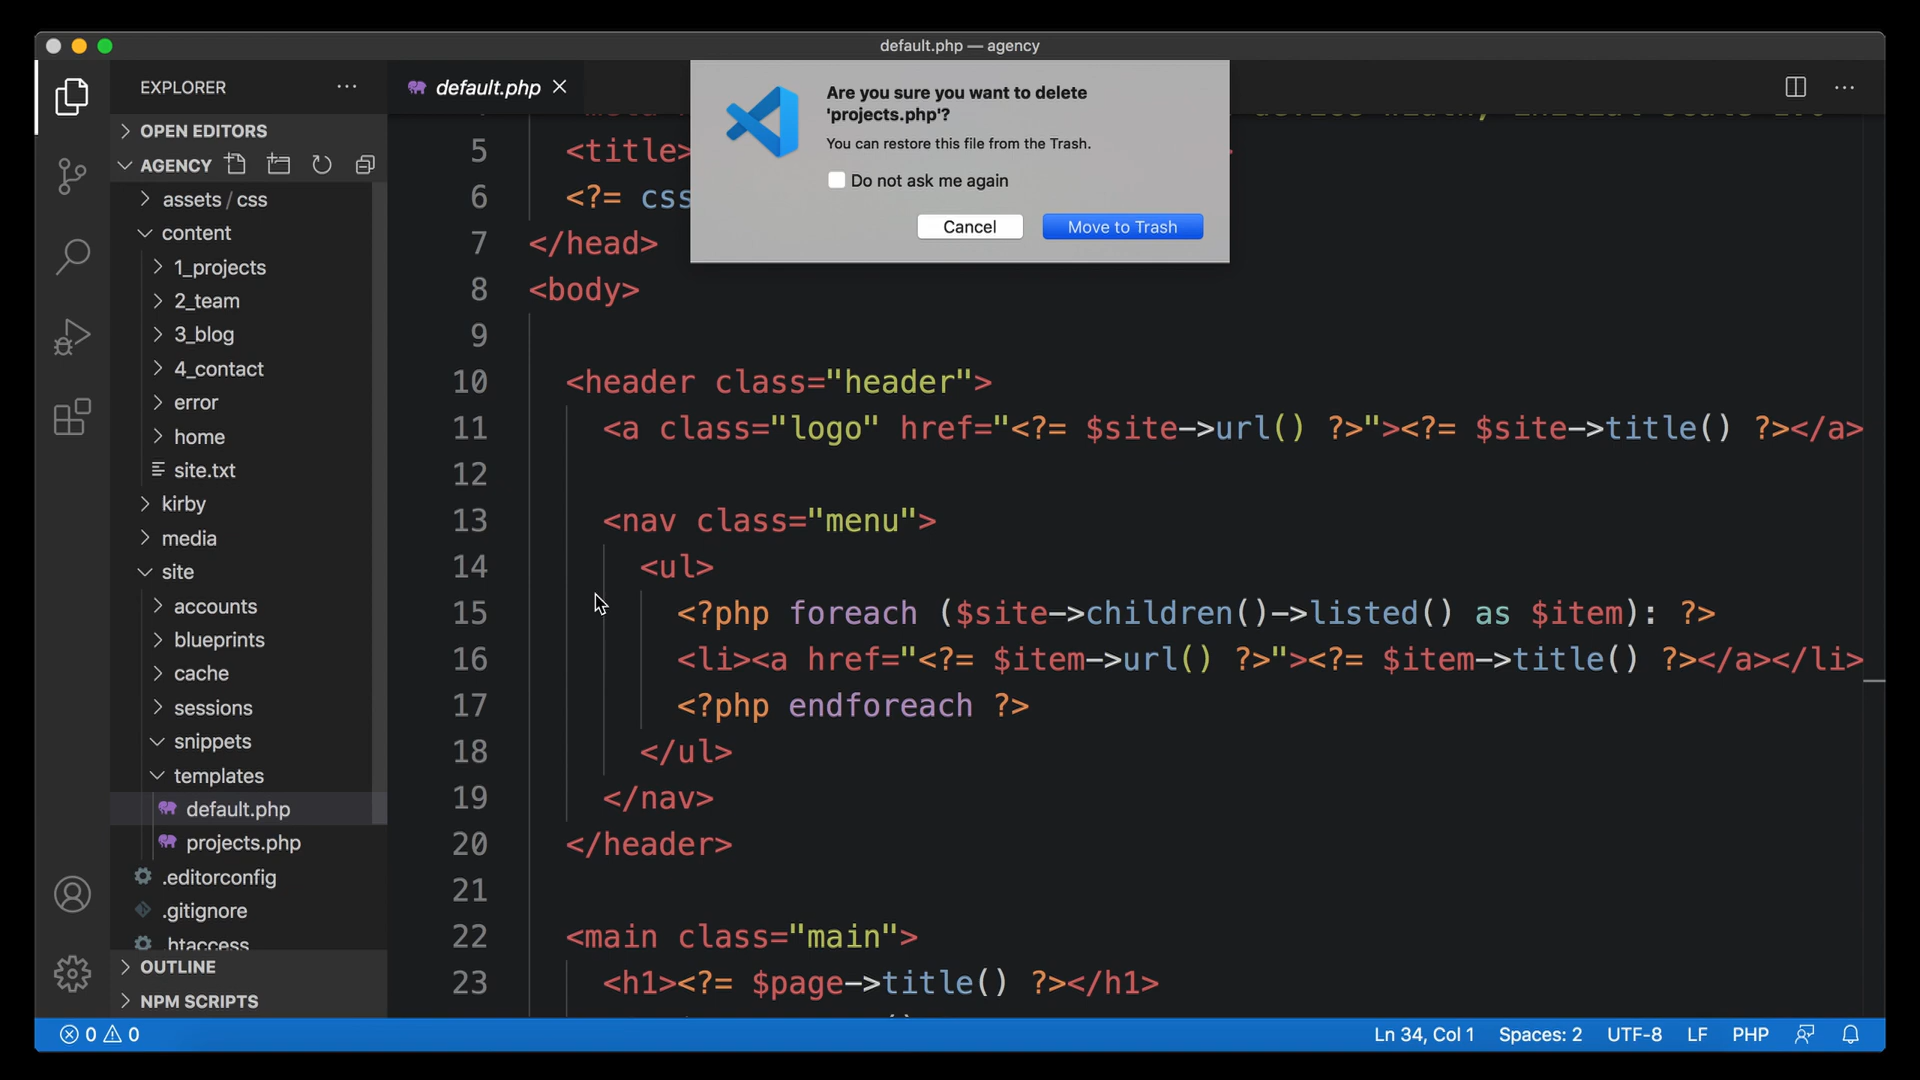 default.php — agency
EXPLORER
default.php
Are you sure you want to delete
'projects.php'?
You can restore this file from the Trash.
Do not ask me again
Cancel
Move to Trash
OPEN EDITORS
AGENCY
assets / css
content
1_projects
2_team
3_blog
4_contact
error
home
site.txt
kirby
media
site
accounts
blueprints
cache
sessions
snippets
templates
default.php
projects.php
.editorconfig
.gitignore
.htaccess
OUTLINE
NPM SCRIPTS
5 <title>
6 <?= css
7 </head>
8 <body>
9
10 <header class="header">
11 <a class="logo" href="<?= $site->url() ?>"><?= $site->title() ?></a>
12
13 <nav class="menu">
14 <ul>
15 <?php foreach ($site->children()->listed() as $item): ?>
16 <li><a href="<?= $item->url() ?>"><?= $item->title() ?></a></li>
17 <?php endforeach ?>
18 </ul>
19 </nav>
20 </header>
21
22 <main class="main">
23 <h1><?= $page->title() ?></h1>
0 0
Ln 34, Col 1 Spaces: 2 UTF-8 LF PHP